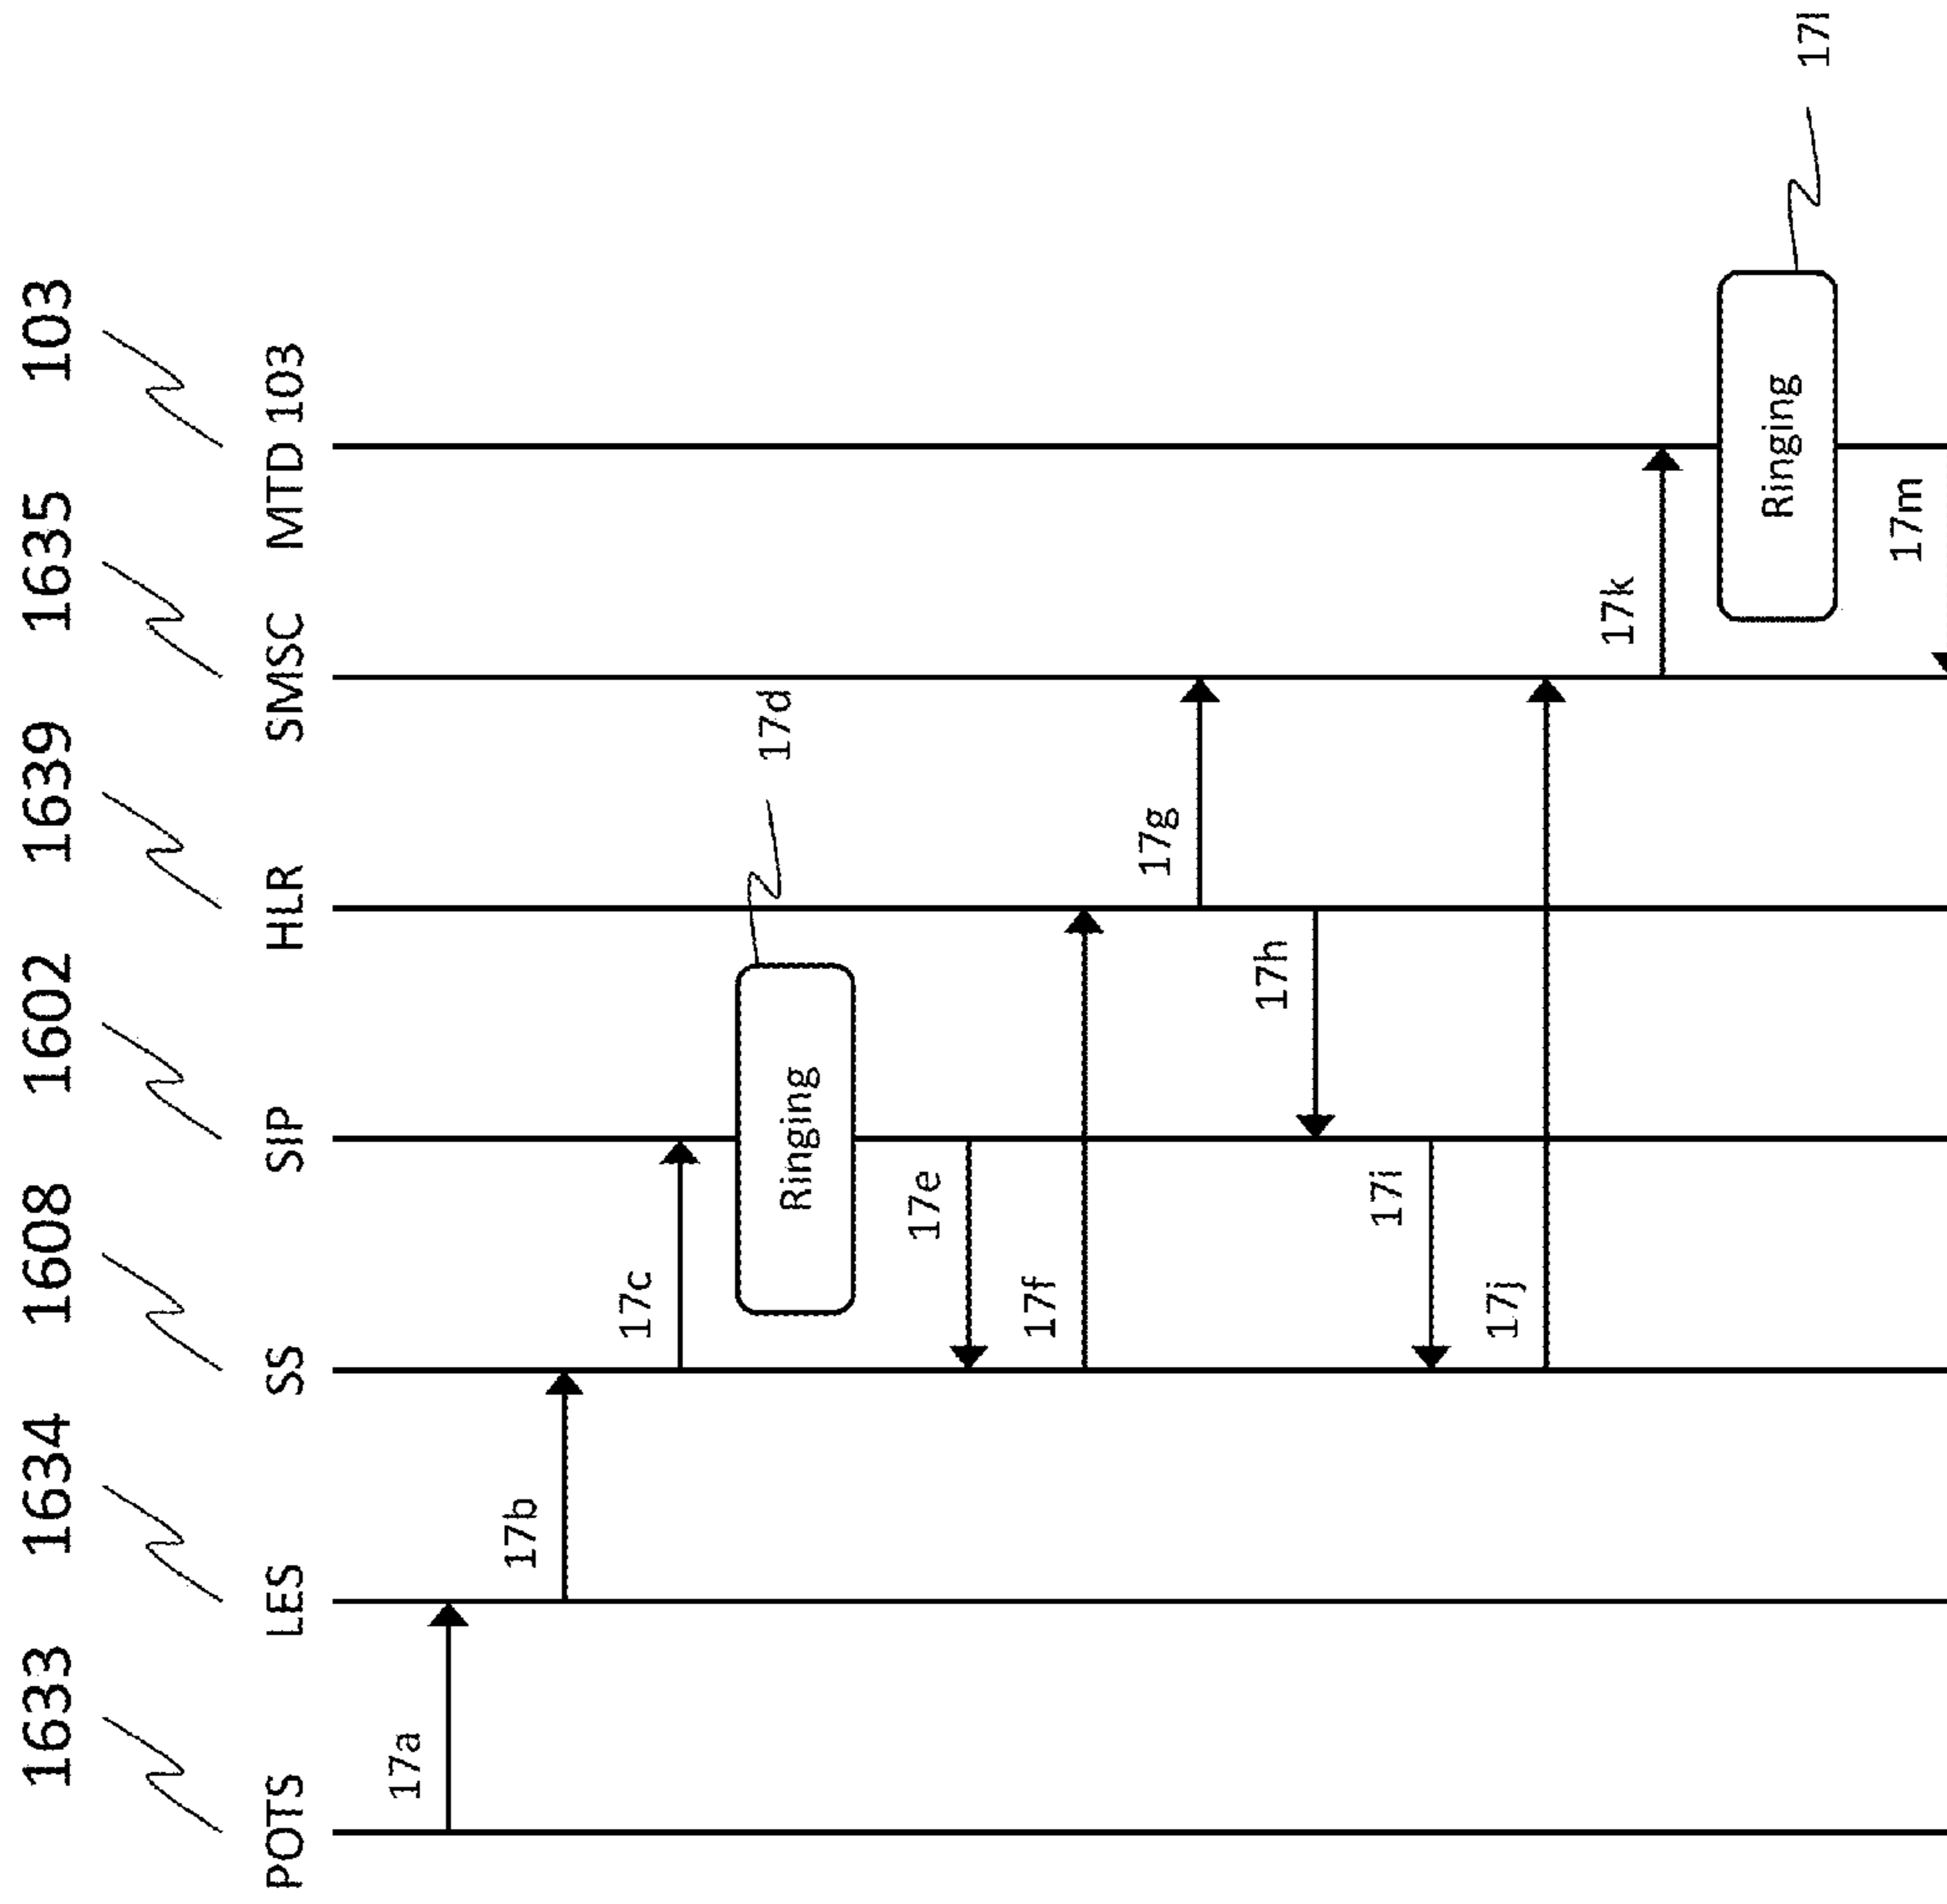 1633 1634 1608 1602 1639 1635 103
POTS LES SS SIP HLR SMSC MTD 103
17a
17b
17c
Ringing 17d
17e
17f
17g
17h
17i
17j
17k
Ringing 17l
17m